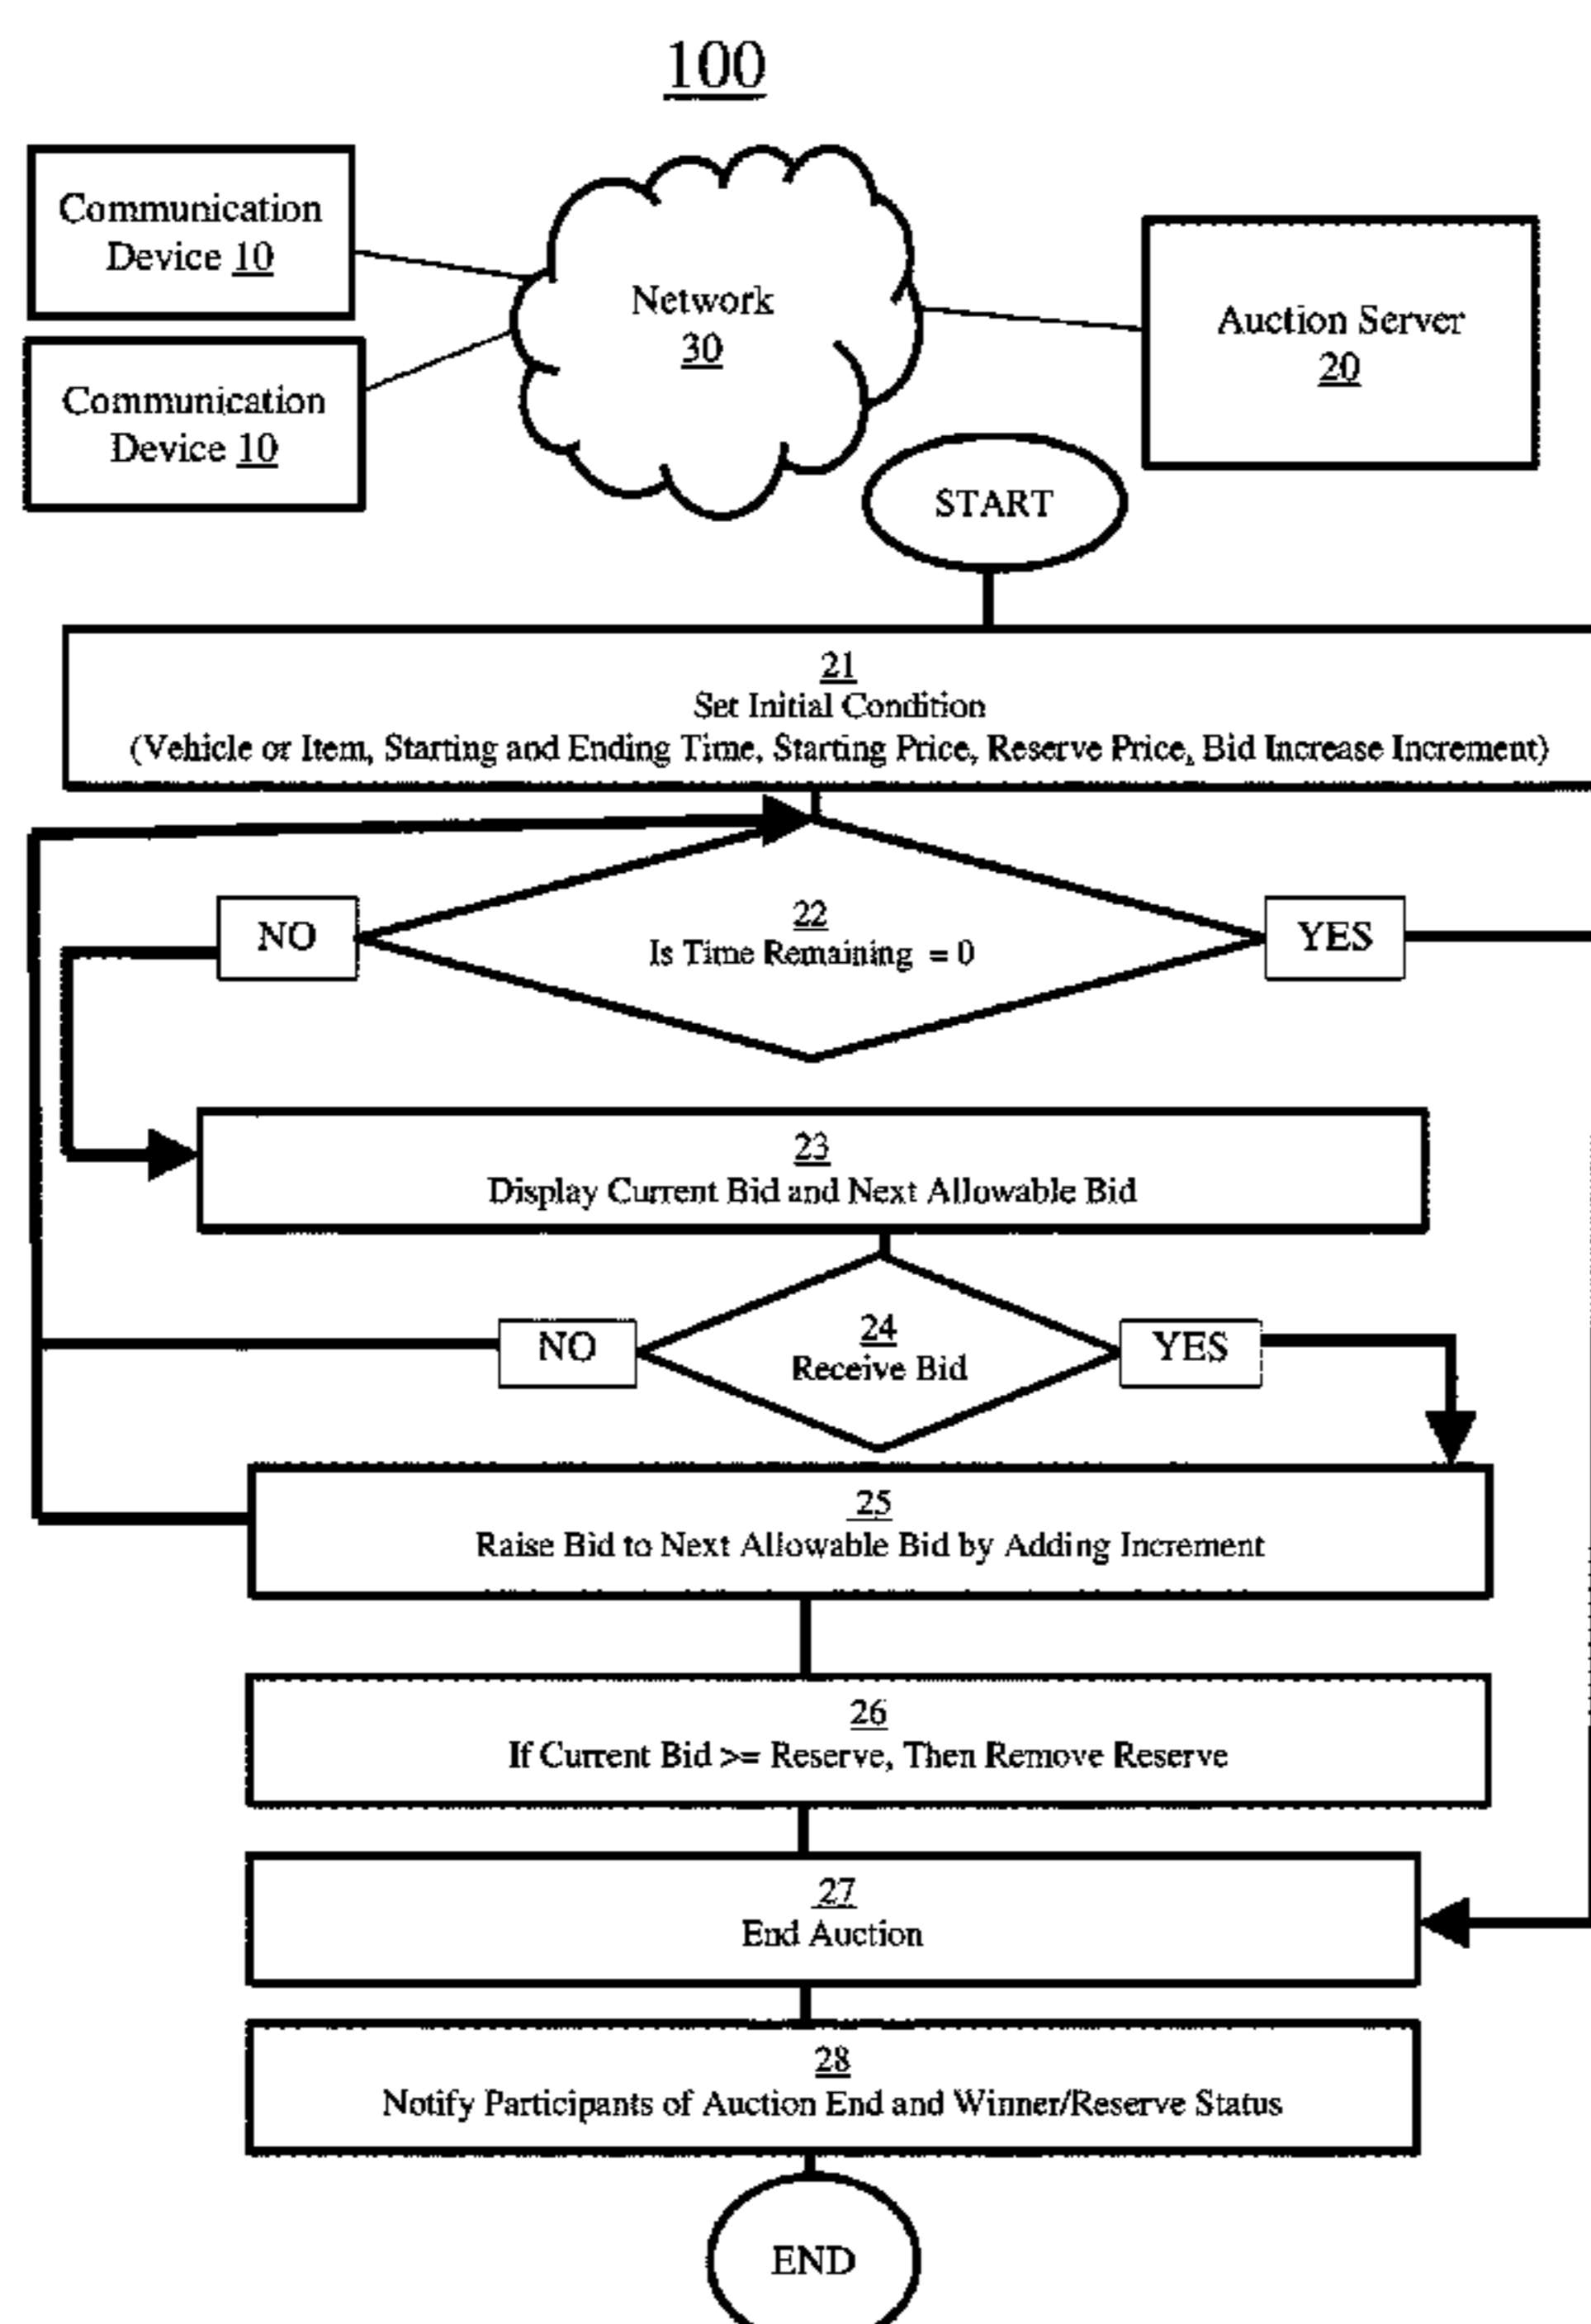 100
Communication
Device 10
Communication
Device 10
Network
30
Auction Server
20
START
21
Set Initial Condition
(Vehicle or Item, Starting and Ending Time, Starting Price, Reserve Price, Bid Increase Increment)
22
Is Time Remaining = 0
NO
YES
23
Display Current Bid and Next Allowable Bid
24
Receive Bid
NO
YES
25
Raise Bid to Next Allowable Bid by Adding Increment
26
If Current Bid >= Reserve, Then Remove Reserve
27
End Auction
28
Notify Participants of Auction End and Winner/Reserve Status
END